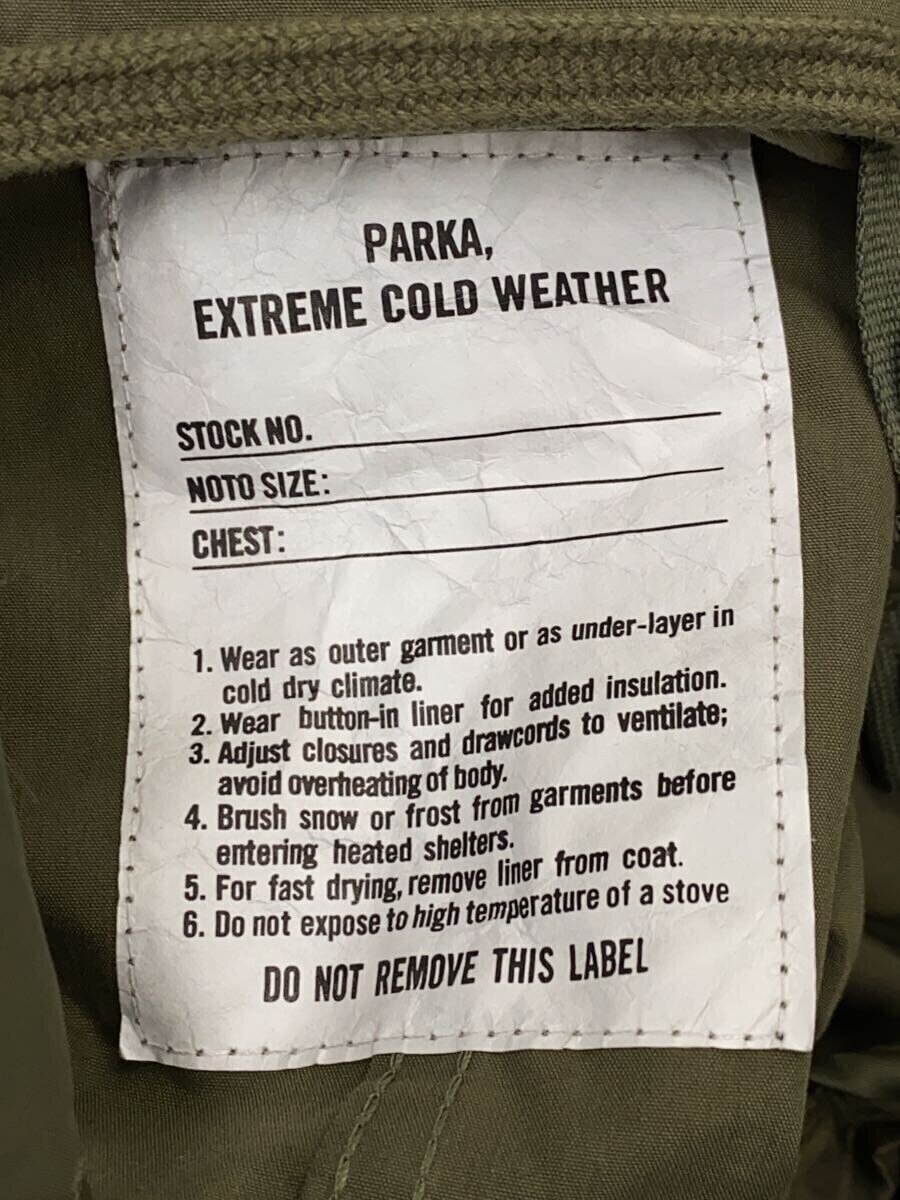 PARKA,
EXTREME COLD WEATHER
STOCK NO.
NOTO SIZE:
CHEST:
1. Wear as outer garment or as under-layer in
cold dry climate.
2. Wear button-in liner for added insulation.
3. Adjust closures and drawcords to ventilate;
avoid overheating of body.
4. Brush snow or frost from garments before
entering heated shelters.
5. For fast drying, remove liner from coat.
6. Do not expose to high temperature of a stove
DO NOT REMOVE THIS LABEL